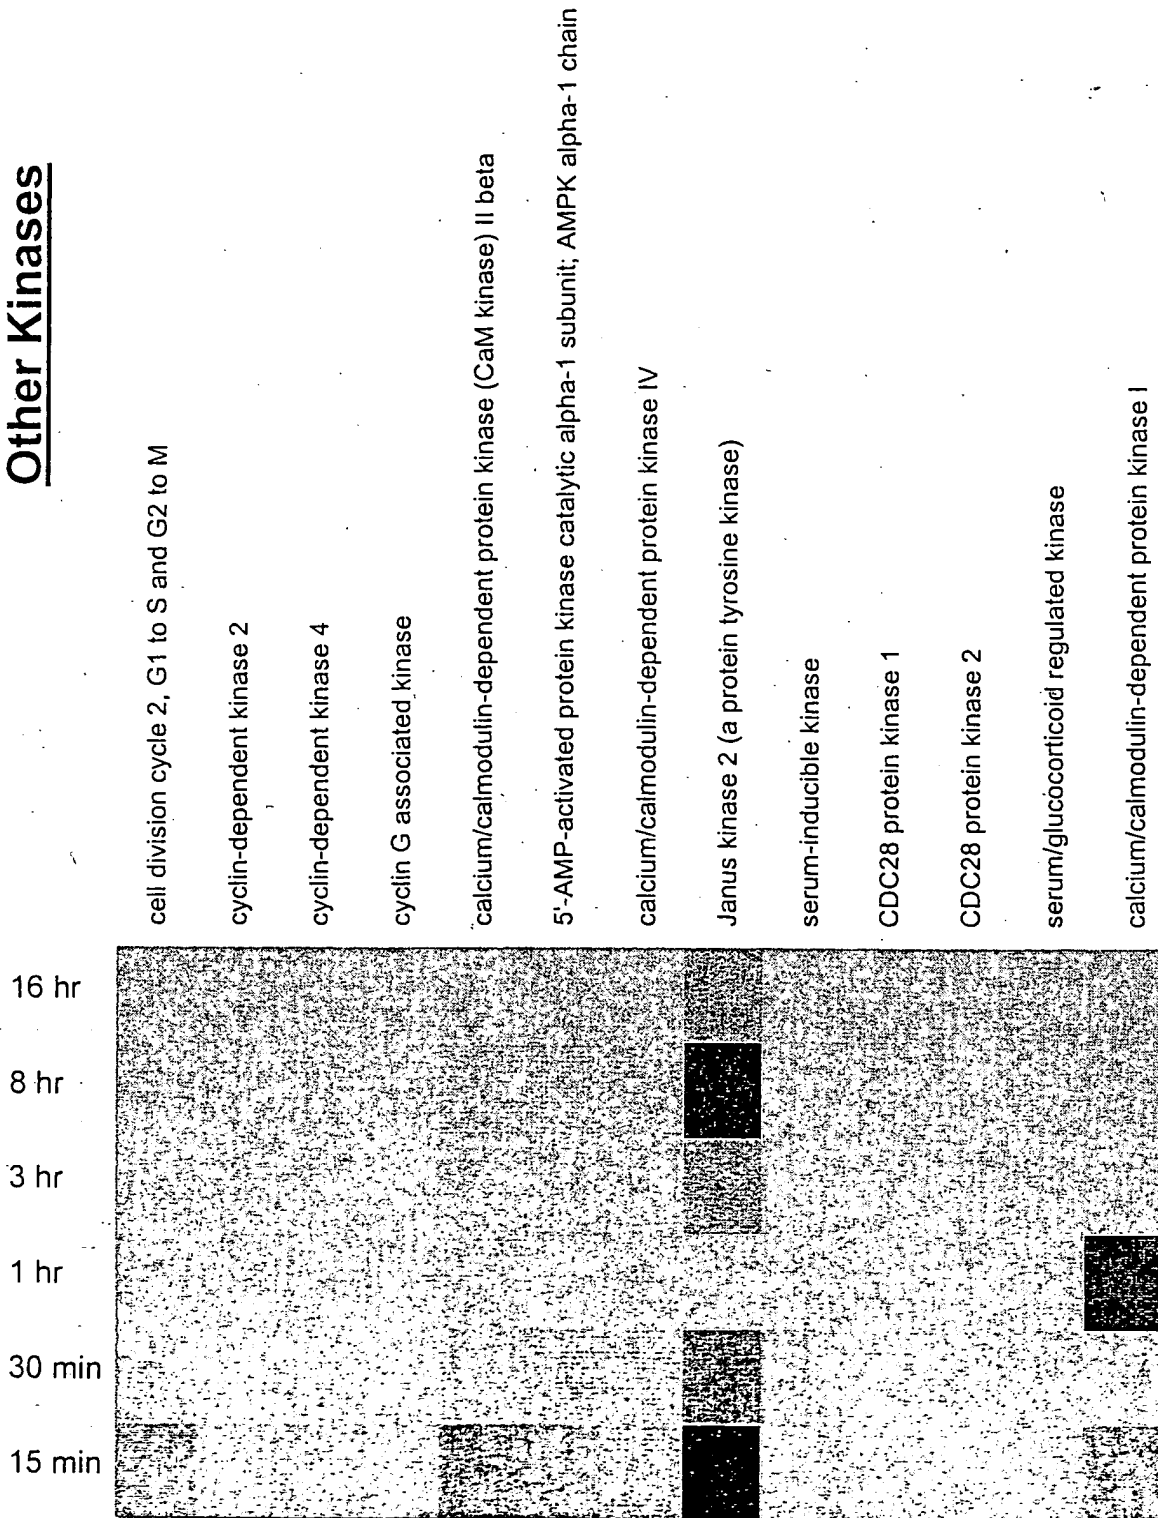 Other Kinases
cell division cycle 2, G1 to S and G2 to M
cyclin-dependent kinase 2
cyclin-dependent kinase 4
cyclin G associated kinase
calcium/calmodulin-dependent protein kinase (CaM kinase) II beta
5'-AMP-activated protein kinase catalytic alpha-1 subunit; AMPK alpha-1 chain
calcium/calmodulin-dependent protein kinase IV
Janus kinase 2 (a protein tyrosine kinase)
serum-inducible kinase
CDC28 protein kinase 1
CDC28 protein kinase 2
serum/glucocorticoid regulated kinase
calcium/calmodulin-dependent protein kinase I
16 hr
8 hr
3 hr
1 hr
30 min
15 min